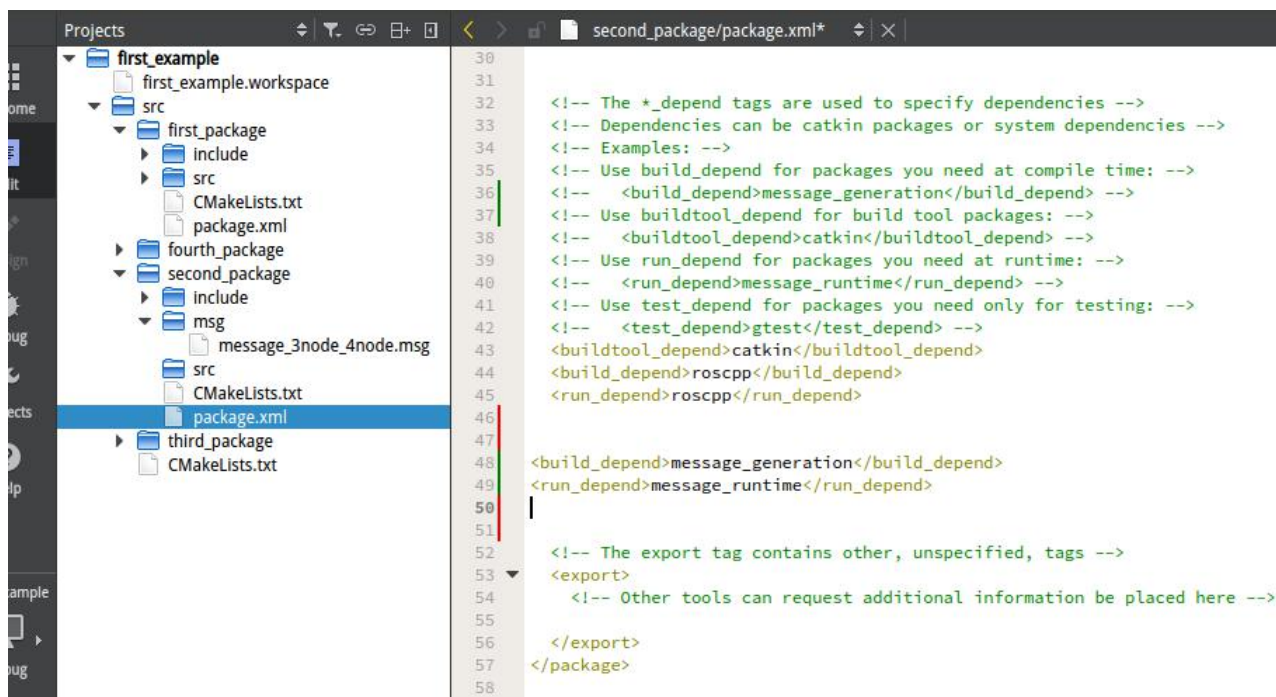 Projects
second_package/package.xml*
first_example
first_example.workspace
src
first_package
include
src
CMakeLists.txt
package.xml
fourth_package
second_package
include
msg
message_3node_4node.msg
src
CMakeLists.txt
package.xml
third_package
CMakeLists.txt
ome
lit
ign
ug
ects
lp
ample
ug
30
31
32 <!-- The *_depend tags are used to specify dependencies -->
33 <!-- Dependencies can be catkin packages or system dependencies -->
34 <!-- Examples: -->
35 <!-- Use build_depend for packages you need at compile time: -->
36 <!--   <build_depend>message_generation</build_depend> -->
37 <!-- Use buildtool_depend for build tool packages: -->
38 <!--   <buildtool_depend>catkin</buildtool_depend> -->
39 <!-- Use run_depend for packages you need at runtime: -->
40 <!--   <run_depend>message_runtime</run_depend> -->
41 <!-- Use test_depend for packages you need only for testing: -->
42 <!--   <test_depend>gtest</test_depend> -->
43 <buildtool_depend>catkin</buildtool_depend>
44 <build_depend>roscpp</build_depend>
45 <run_depend>roscpp</run_depend>
46
47
48 <build_depend>message_generation</build_depend>
49 <run_depend>message_runtime</run_depend>
50
51
52 <!-- The export tag contains other, unspecified, tags -->
53 <export>
54 <!-- Other tools can request additional information be placed here -->
55
56 </export>
57 </package>
58